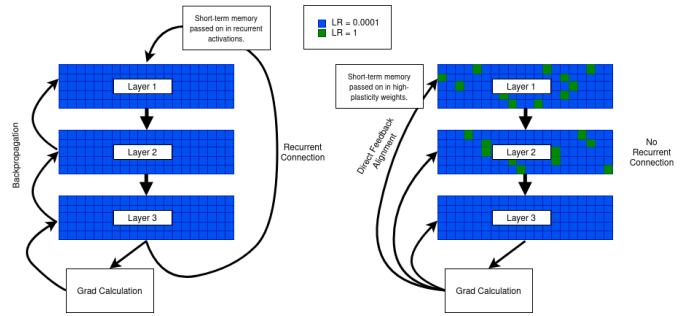 Short-term memory
passed on in recurrent
activations.
LR = 0.0001
LR = 1
Layer 1
Layer 2
Layer 3
Backpropagation
Recurrent
Connection
Grad Calculation
Short-term memory
passed on in high-
plasticity weights.
Layer 1
Layer 2
Layer 3
Direct Feedback
Alignment
No
Recurrent
Connection
Grad Calculation